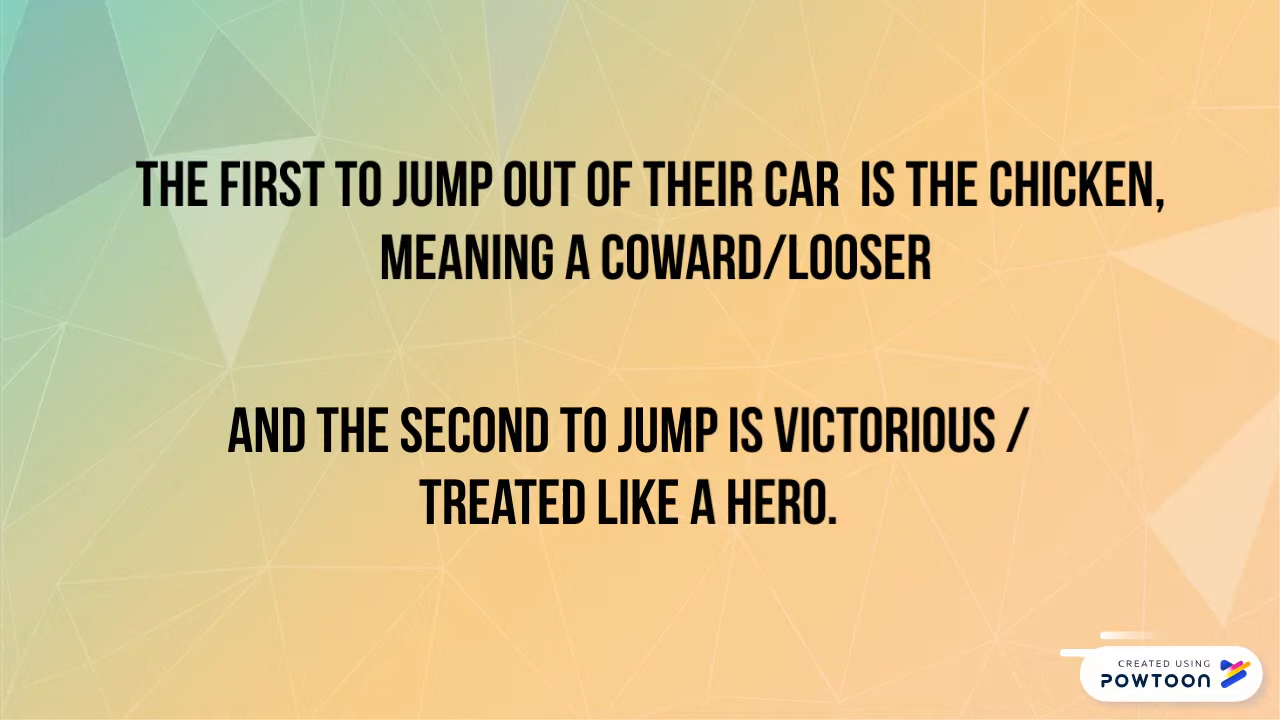 THE FIRST TO JUMP OUT OF THEIR CAR IS THE CHICKEN,
MEANING A COWARD/LOOSER
AND THE SECOND TO JUMP IS VICTORIOUS /
TREATED LIKE A HERO.
CREATED USING
POWTOON